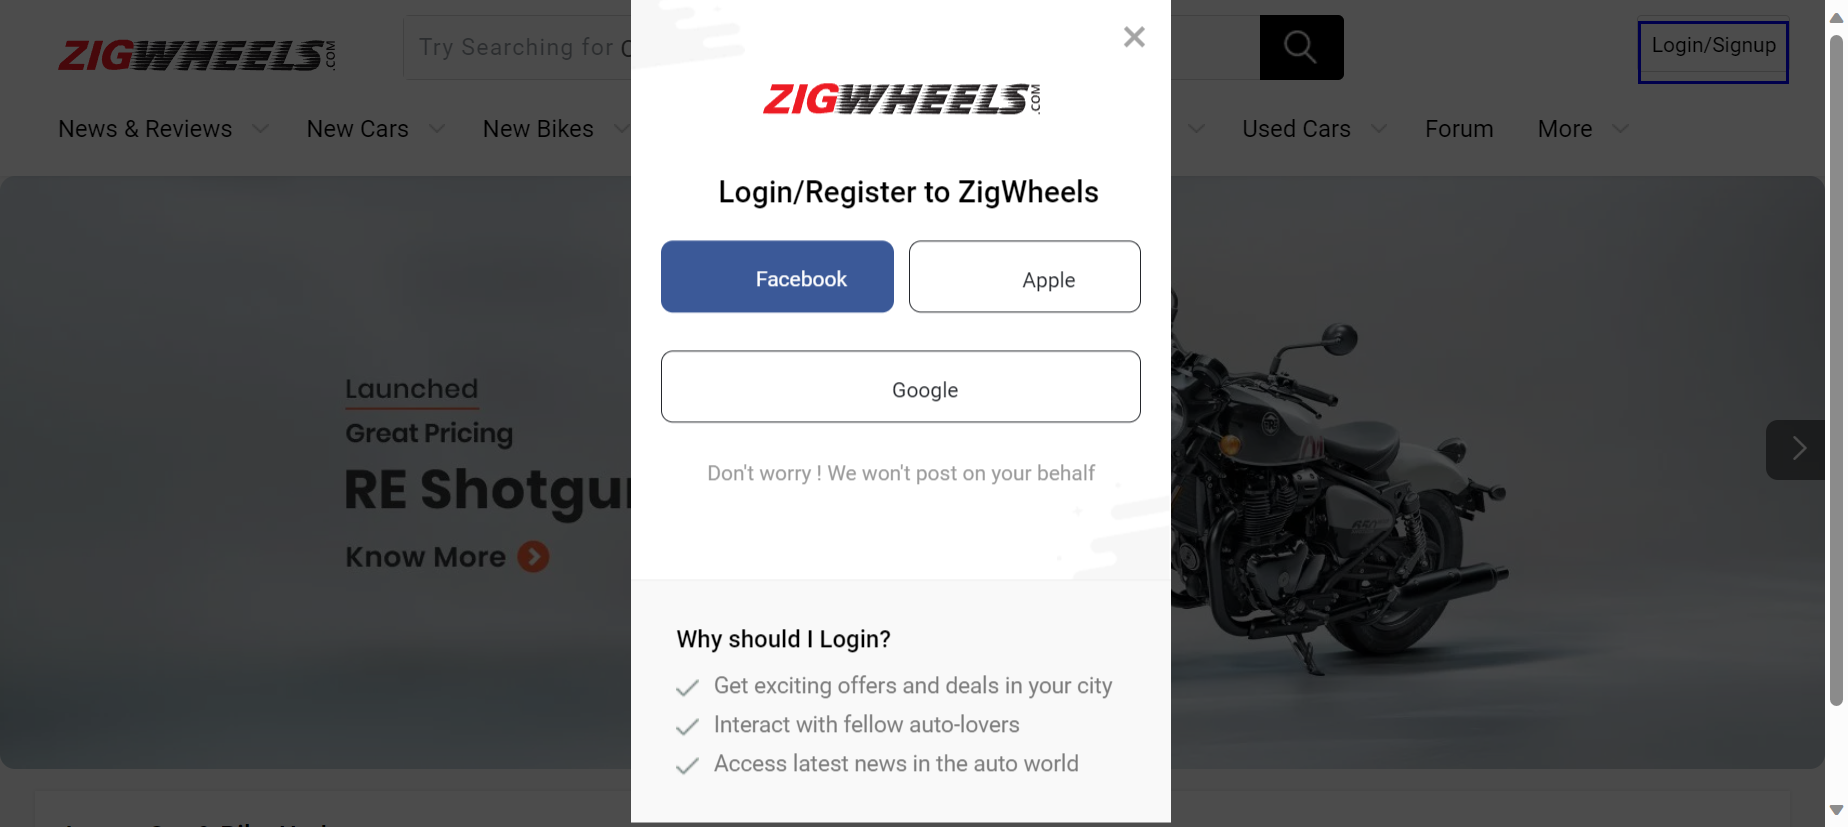 ZIGWHEELS.COM
Try Searching for
Login/Signup
News & Reviews
New Cars
New Bikes
Used Cars
Forum
More
Launched
Great Pricing
RE
Know More
ZIGWHEELS.COM
Login/Register to ZigWheels
Facebook
Apple
Google
Don't worry ! We won't post on your behalf
Why should I Login?
Get exciting offers and deals in your city
Interact with fellow auto-lovers
Access latest news in the auto world